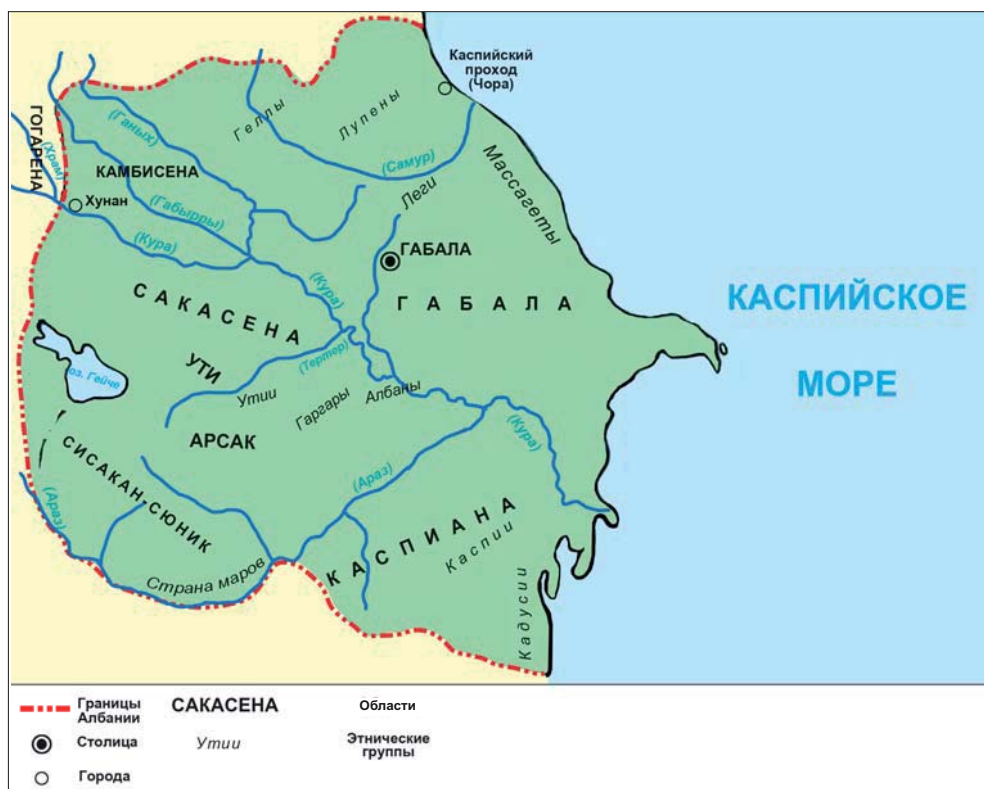 Каспийский
проход
(Чора)
ГОГАРЕНА
(Храм)
(Ганых)
Геллы
Лупены
(Самур)
КАМБИСЕНА
Хунан
(Габырры)
(Кура)
Леги
Массагеты
ГАБАЛА
(Кура)
ГАБАЛА
САКАСЕНА
КАСПИЙСКОЕ
МОРЕ
оз. Гейче
УТИ
(Тертер)
Утии
Гаргары
Албаны
АРСАК
(Кура)
СИСАКАН-СЮНИК
(Араз)
(Араз)
КАСПИАНА
Каспии
Страна маров
Кадусии
Границы
Албании
САКАСЕНА
Области
Столица
Утии
Этнические
группы
Города